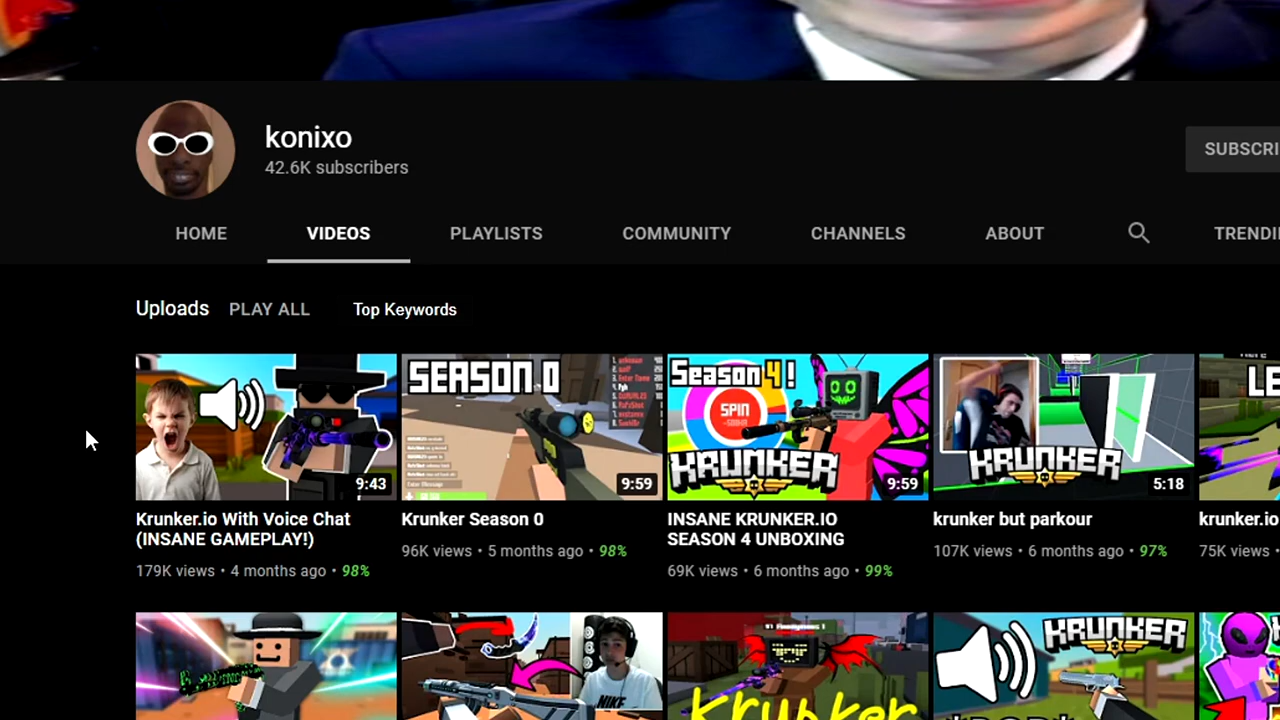 konixo
42.6K subscribers
SUBSCRI
HOME VIDEOS PLAYLISTS COMMUNITY CHANNELS ABOUT TRENDI
Uploads PLAY ALL Top Keywords
9:43
SEASON 0
9:59
Season 4!
SPIN
KRUNKER
9:59
KRUNKER
5:18
LE
Krunker.io With Voice Chat
(INSANE GAMEPLAY!)
179K views • 4 months ago • 98%
Krunker Season 0
96K views • 5 months ago • 98%
INSANE KRUNKER.IO
SEASON 4 UNBOXING
69K views • 6 months ago • 99%
krunker but parkour
107K views • 6 months ago • 97%
krunker.io
75K views •
NIKE
Krunker
KRUNKER